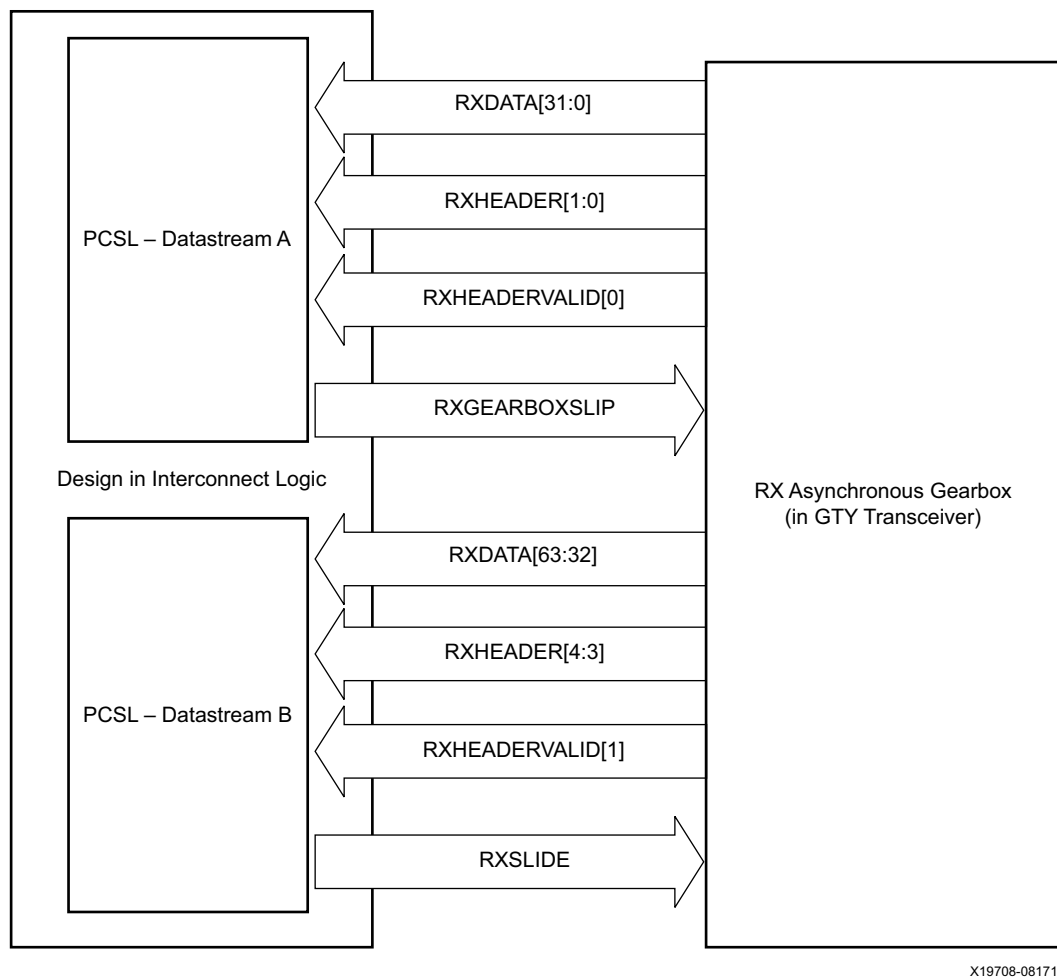 RXDATA[31:0]
RXHEADER[1:0]
PCSL – Datastream A
RXHEADERVALID[0]
RXGEARBOXSLIP
Design in Interconnect Logic
RX Asynchronous Gearbox
(in GTY Transceiver)
RXDATA[63:32]
RXHEADER[4:3]
PCSL – Datastream B
RXHEADERVALID[1]
RXSLIDE
X19708-08171